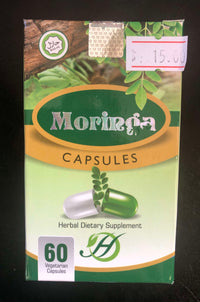 $: 15.00
Moringa
CAPSULES
Herbal Dietary Supplement
60
Vegetarian
Capsules
H